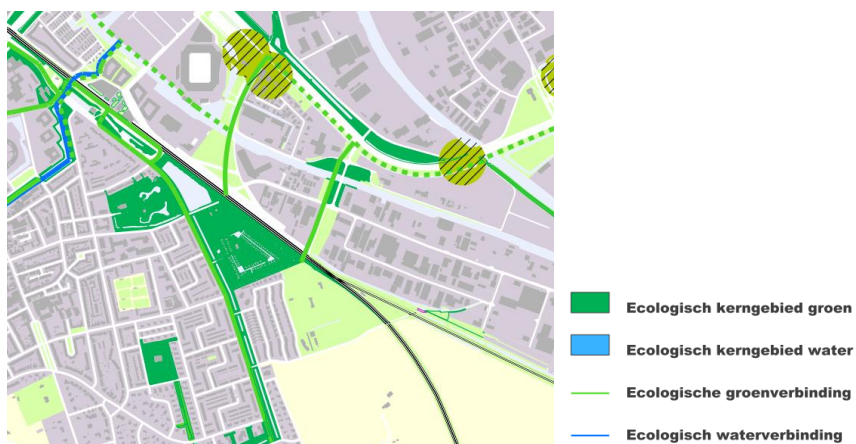 Ecologisch kerngebied groen
Ecologisch kerngebied water
Ecologische groenverbinding
Ecologisch waterverbinding